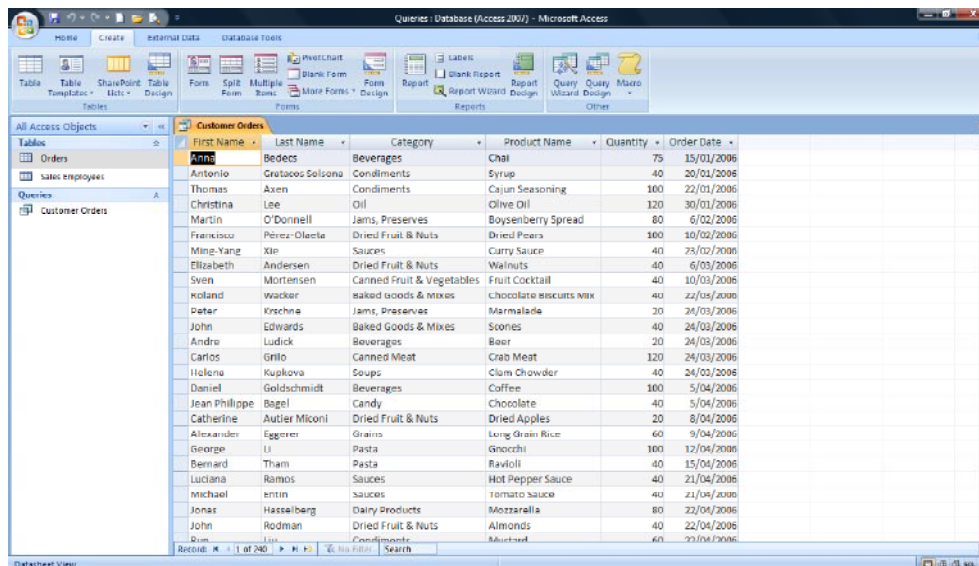 Quieries : Database (Access 2007) - Microsoft Access
Home Create External Data Database Tools
Table Table Templates SharePoint Lists Table Design
Tables
Form Split Form Multiple Items PivotChart Blank Form More Forms Form Design
Forms
Report Labels Blank Report Report Wizard Report Design
Reports
Query Wizard Query Design Macro
Other
All Access Objects
Tables
Orders
Sales Employees
Queries
Customer Orders
Customer Orders
First Name Last Name Category Product Name Quantity Order Date
Anna Bedecs Beverages Chai 75 15/01/2006
Antonio Gratacos Solsona Condiments Syrup 40 20/01/2006
Thomas Axen Condiments Cajun Seasoning 100 22/01/2006
Christina Lee Oil Olive Oil 120 30/01/2006
Martin O'Donnell Jams, Preserves Boysenberry Spread 80 6/02/2006
Francisco Pérez-Olaeta Dried Fruit & Nuts Dried Pears 100 10/02/2006
Ming-Yang Xie Sauces Curry Sauce 40 23/02/2006
Elizabeth Andersen Dried Fruit & Nuts Walnuts 40 6/03/2006
Sven Mortensen Canned Fruit & Vegetables Fruit Cocktail 40 10/03/2006
Roland Wacker Baked Goods & Mixes Chocolate Biscuits Mix 40 22/03/2006
Peter Krschne Jams, Preserves Marmalade 20 24/03/2006
John Edwards Baked Goods & Mixes Scones 40 24/03/2006
Andre Ludick Beverages Beer 20 24/03/2006
Carlos Grilo Canned Meat Crab Meat 120 24/03/2006
Helena Kupkova Soups Clam Chowder 40 24/03/2006
Daniel Goldschmidt Beverages Coffee 100 5/04/2006
Jean Philippe Bagel Candy Chocolate 40 5/04/2006
Catherine Autier Miconi Dried Fruit & Nuts Dried Apples 20 8/04/2006
Alexander Eggerer Grains Long Grain Rice 60 9/04/2006
George Li Pasta Gnocchi 100 12/04/2006
Bernard Tham Pasta Ravioli 40 15/04/2006
Luciana Ramos Sauces Hot Pepper Sauce 40 21/04/2006
Michael Entin Sauces Tomato Sauce 40 21/04/2006
Jonas Hasselberg Dairy Products Mozzarella 80 22/04/2006
John Rodman Dried Fruit & Nuts Almonds 40 22/04/2006
Run Liu Condiments Mustard 60 22/04/2006
Record: 1 of 240 No Filter Search
Datasheet View